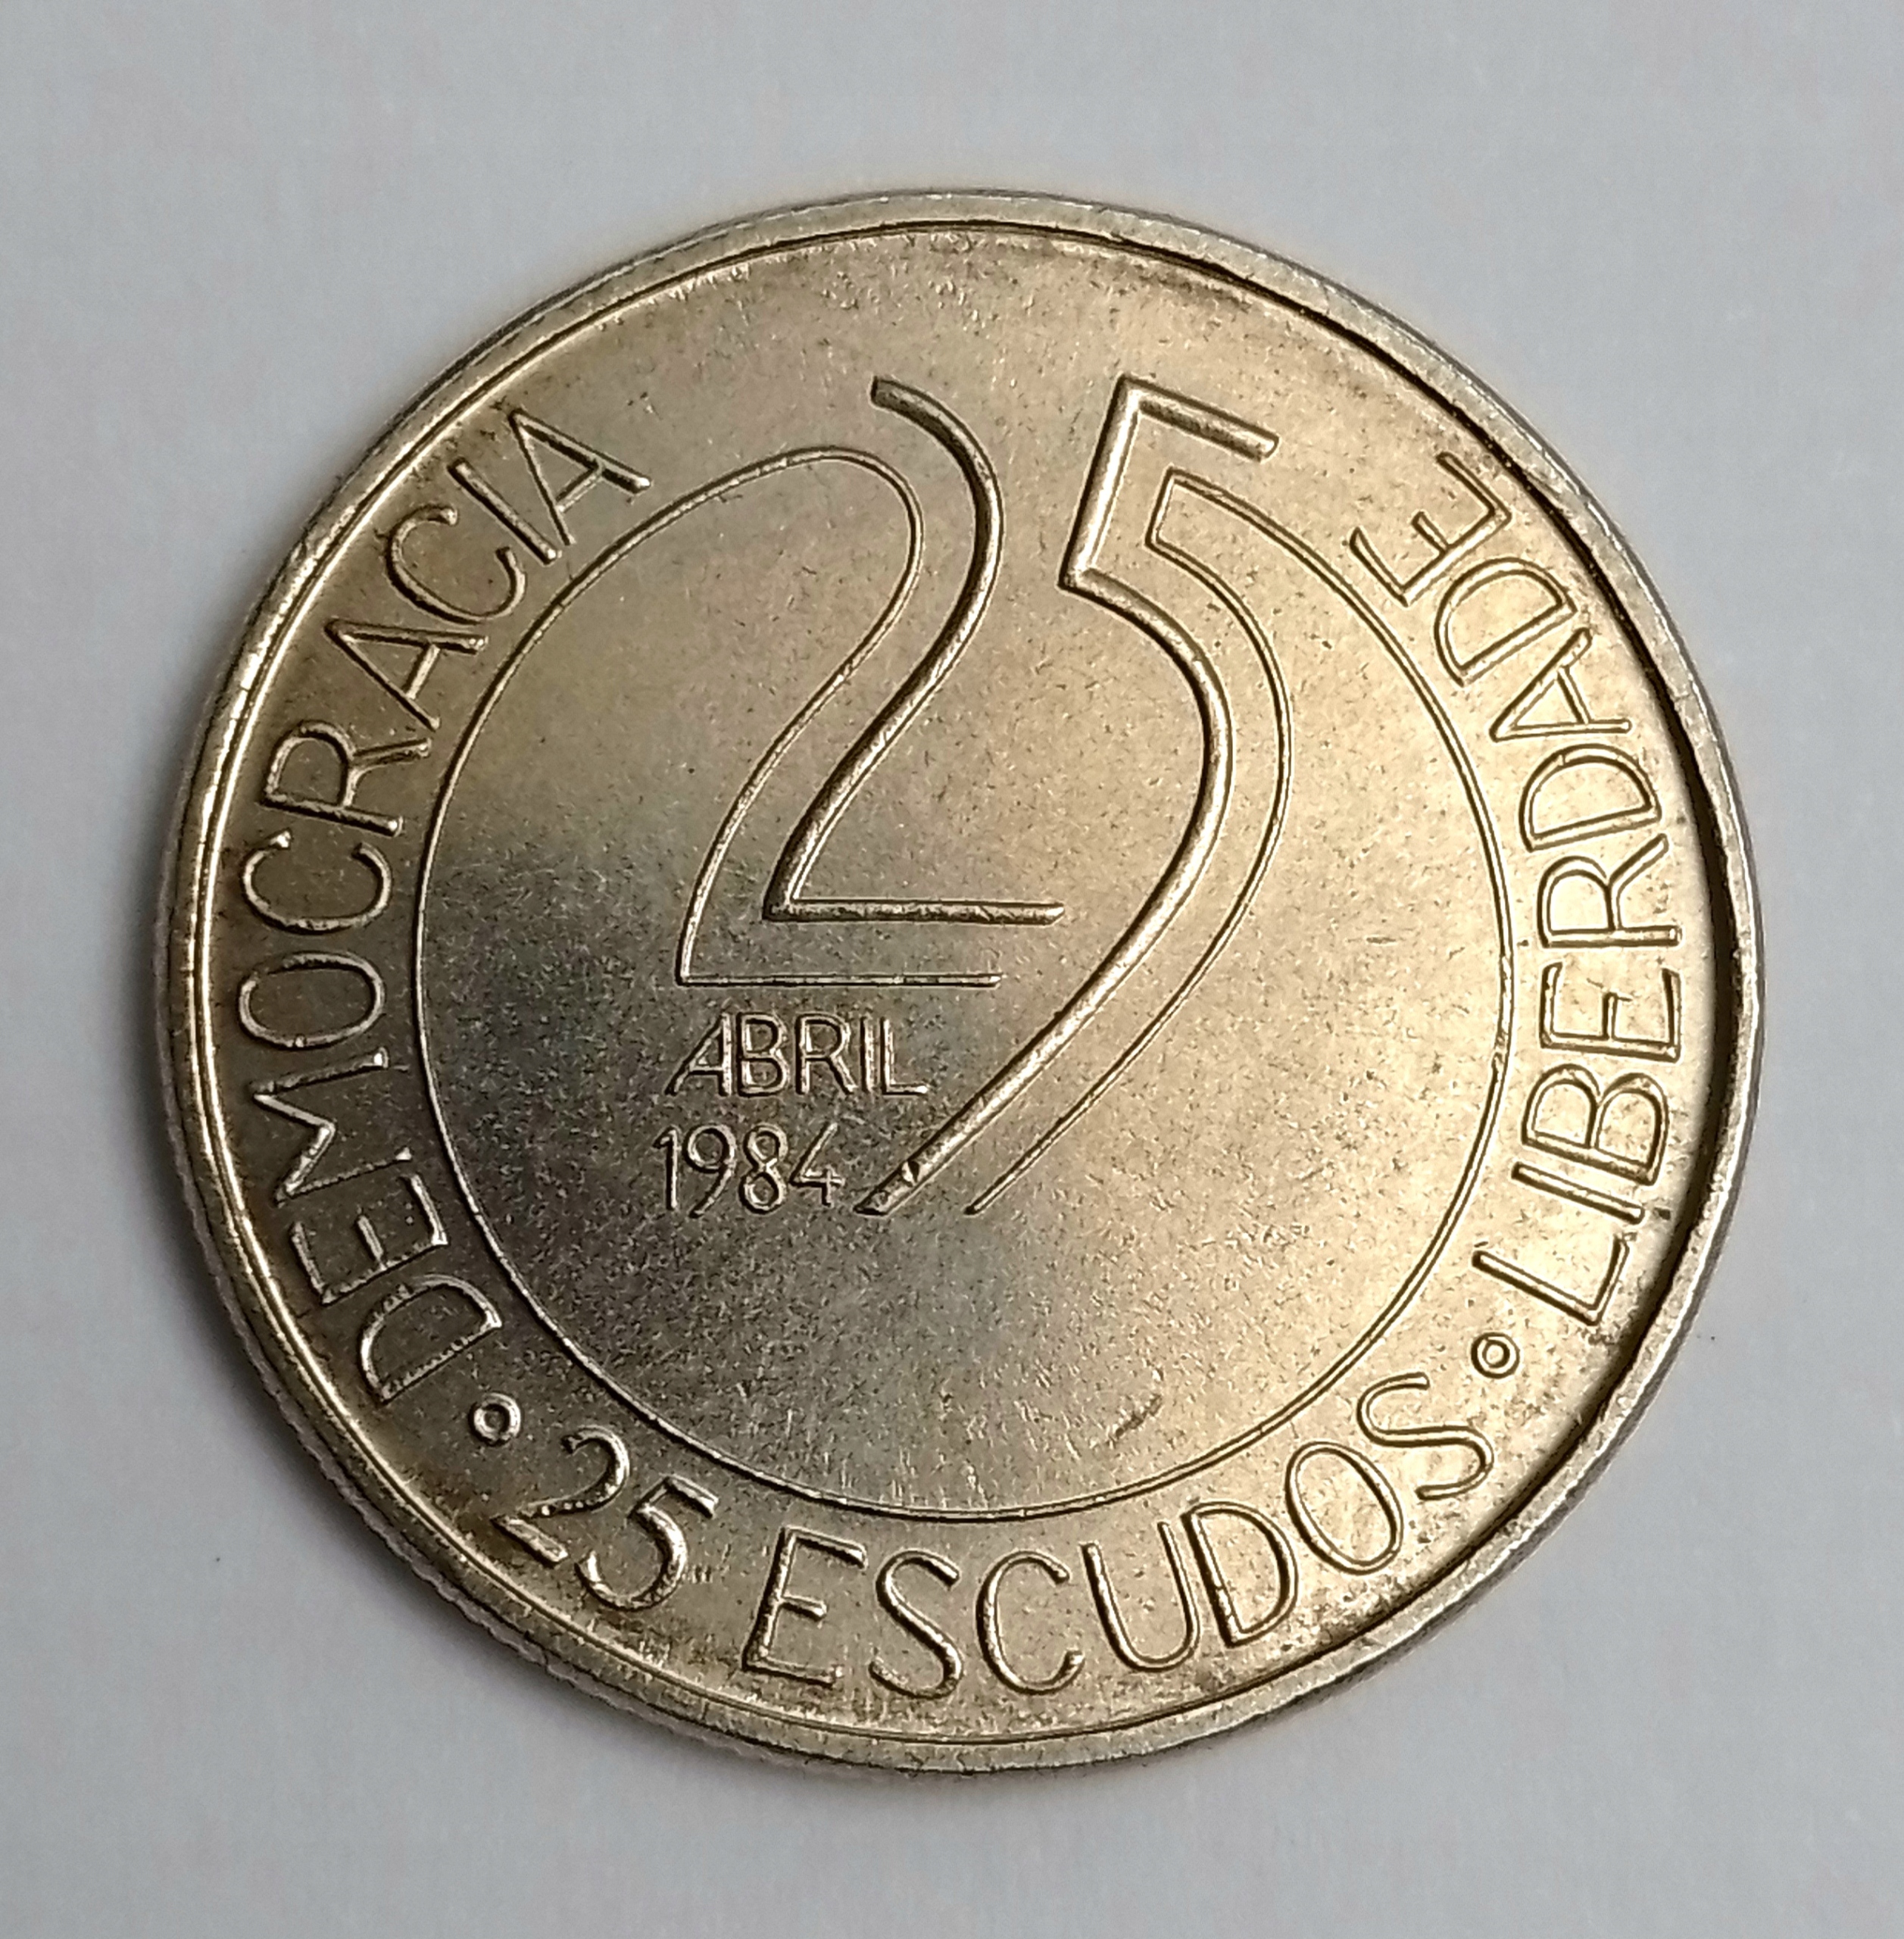 25
ABRIL
1984
DEMOCRACIA
25 ESCUDOS
LIBERDADE